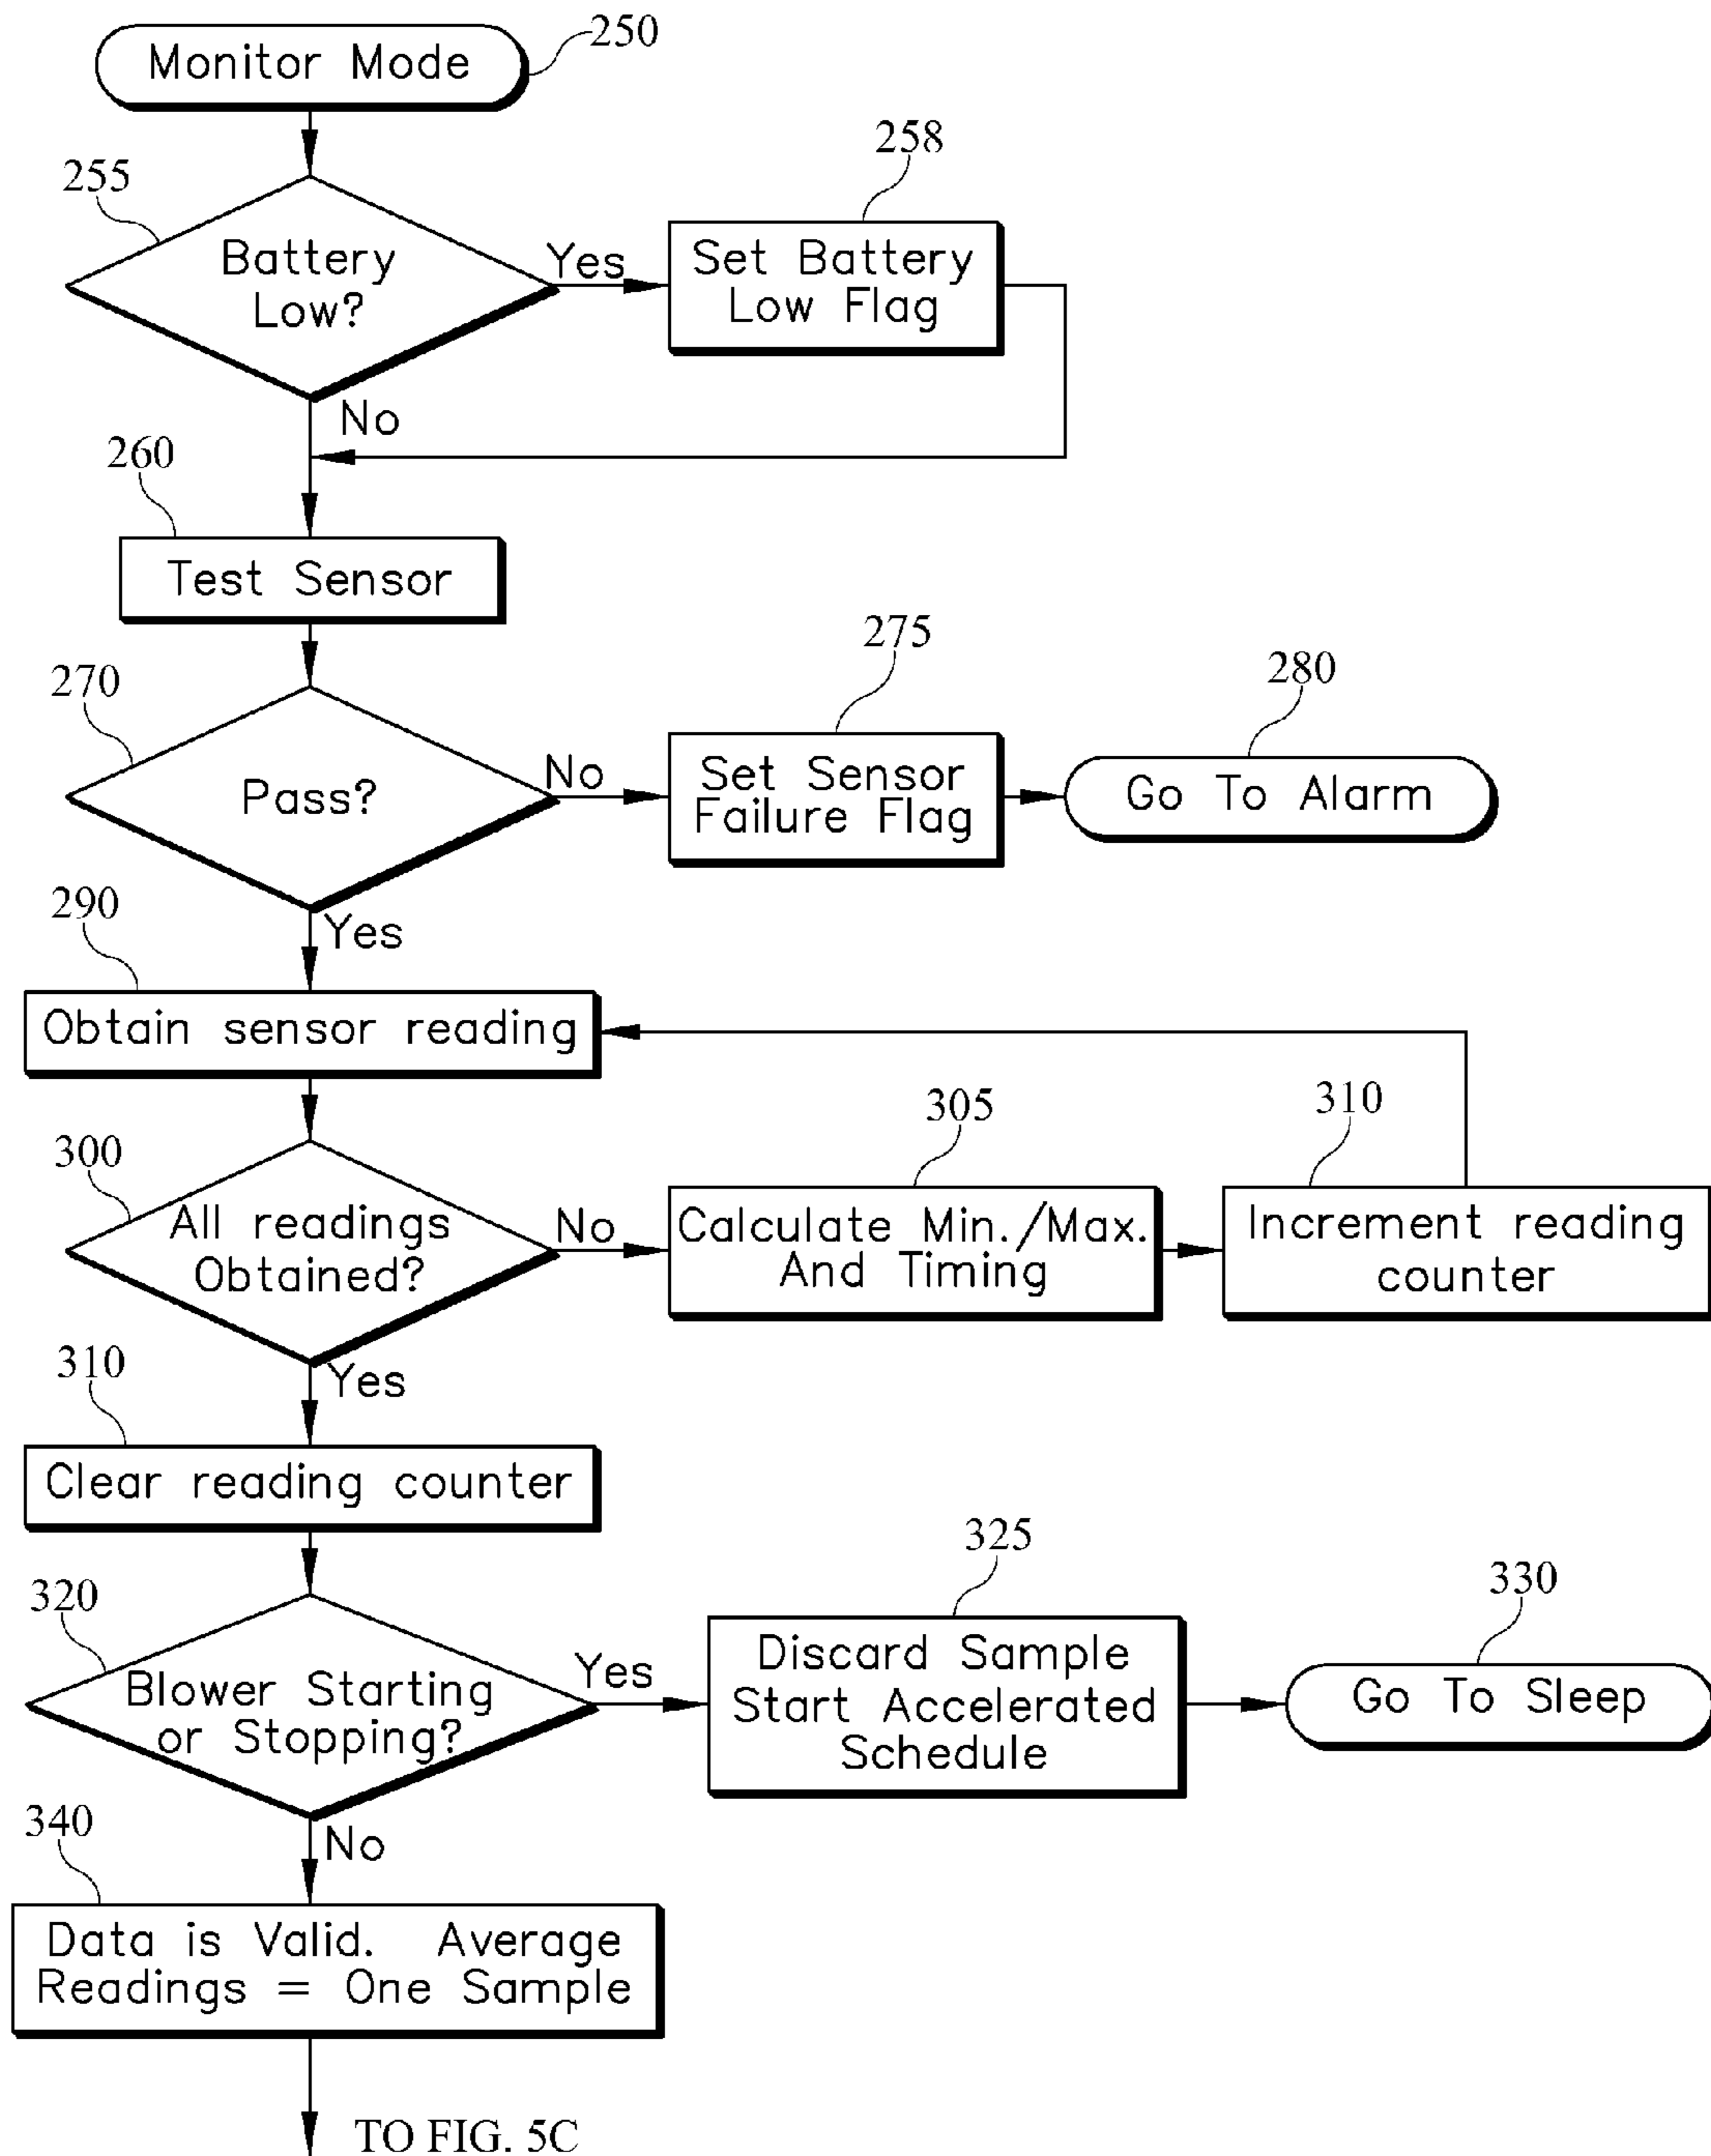 250
Monitor Mode
255
258
Battery
Low?
Yes
Set Battery
Low Flag
No
260
Test Sensor
270
275
280
Pass?
No
Set Sensor
Failure Flag
Go To Alarm
Yes
290
Obtain sensor reading
300
305
310
All readings
Obtained?
No
Calculate Min./Max.
And Timing
Increment reading
counter
Yes
310
Clear reading counter
320
325
330
Blower Starting
or Stopping?
Yes
Discard Sample
Start Accelerated
Schedule
Go To Sleep
No
340
Data is Valid. Average
Readings = One Sample
TO FIG. 5C